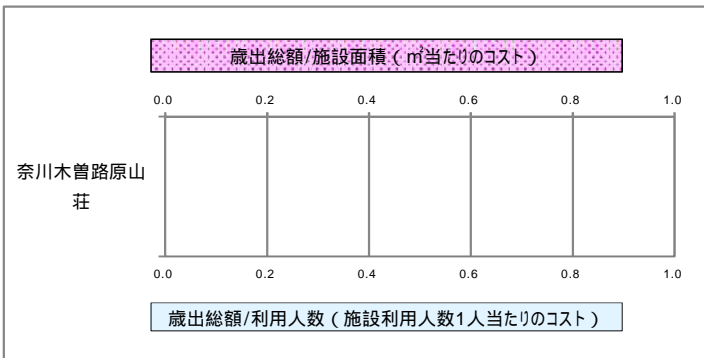 歳出総額/施設面積（㎡当たりのコスト）
0.0 0.2 0.4 0.6 0.8 1.0
奈川木曽路原山
荘
0.0 0.2 0.4 0.6 0.8 1.0
歳出総額/利用人数（施設利用人数1人当たりのコスト）